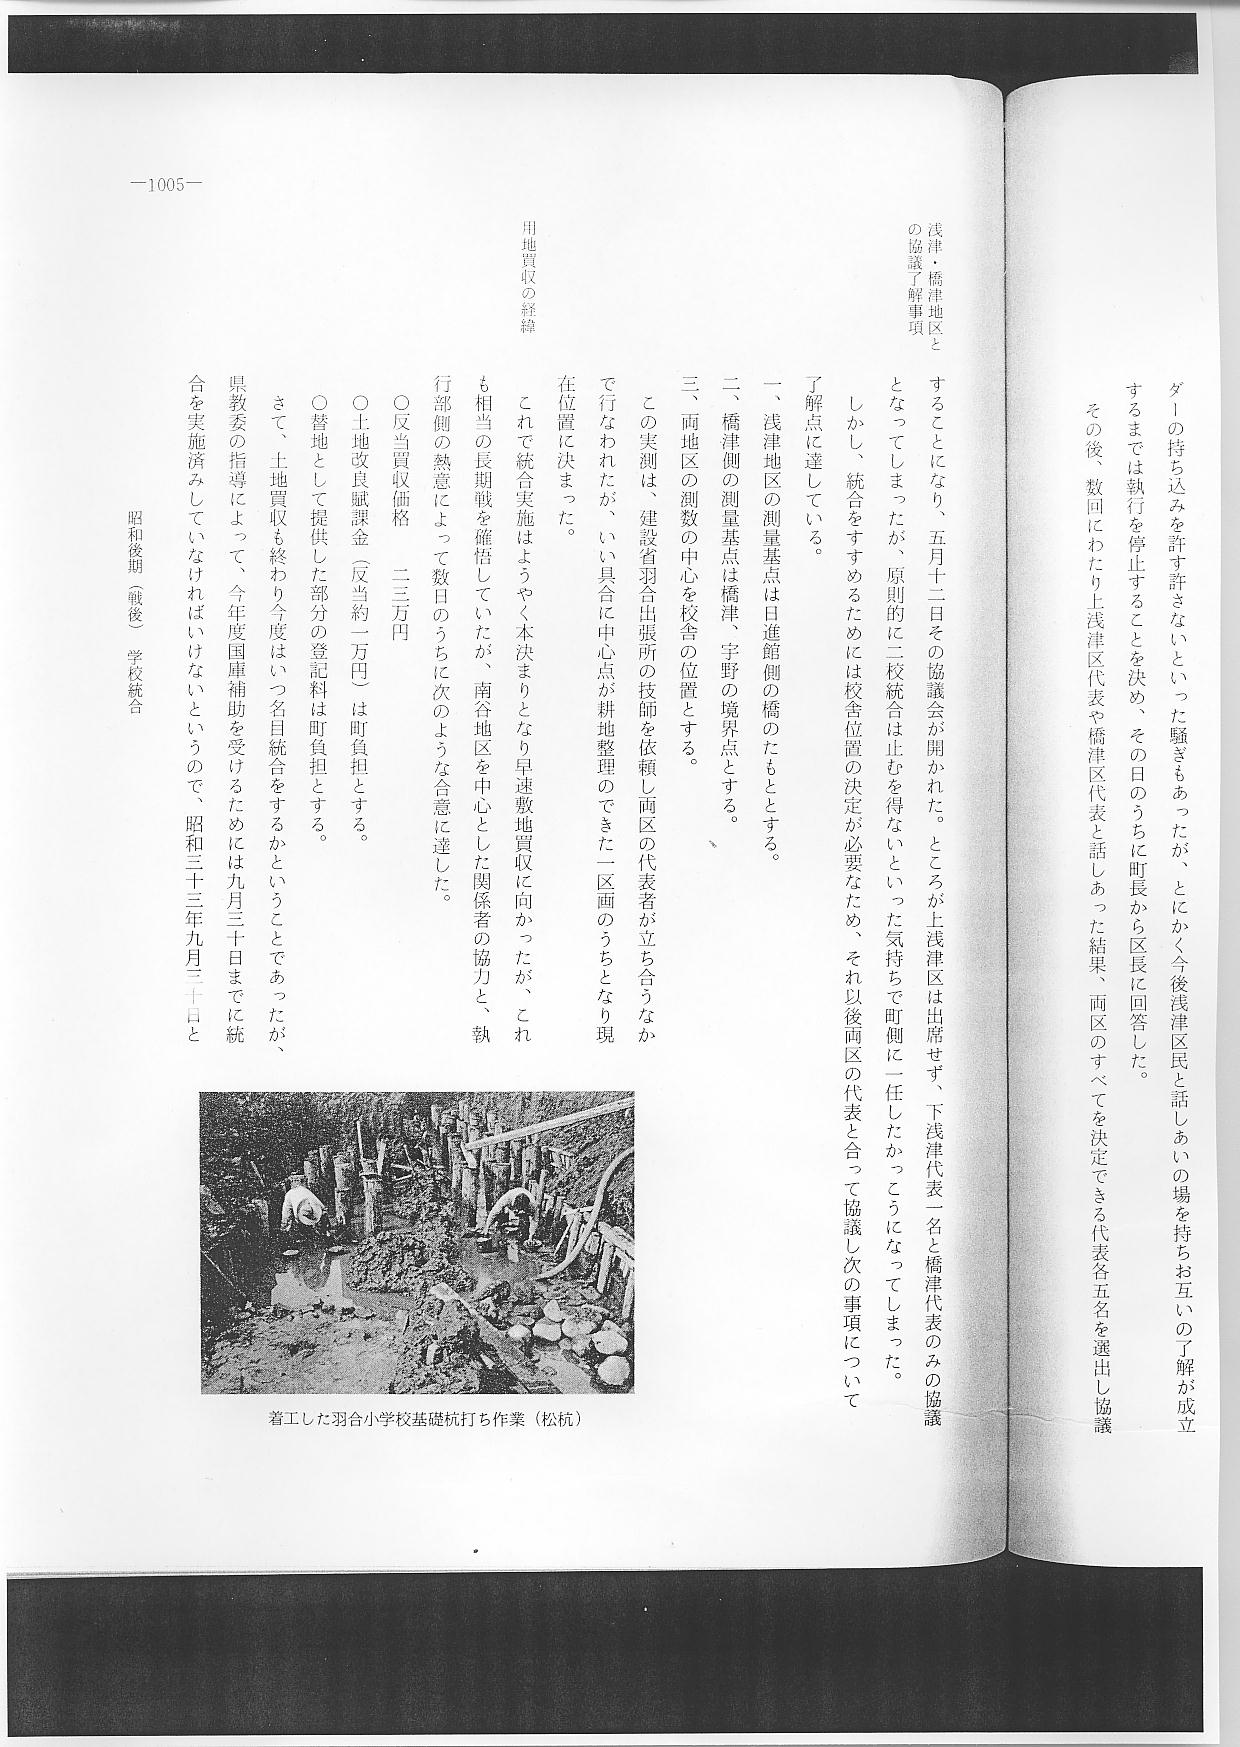 ダーの持ち込みを許す許さないといった騒ぎもあったが、とにかく今後浅津区民と話しあいの場を持ちお互いの了解が成立
するまでは執行を停止することを決め、その日のうちに町長から区長に回答した。
その後、数回にわたり上浅津区代表や橋津区代表と話しあった結果、両区のすべてを決定できる代表各五名を選出し協議
浅津・橋津地区と
の協議了解事項
することになり、五月十二日その協議会が開かれた。ところが上浅津区は出席せず、下浅津代表一名と橋津代表のみの協議
となってしまったが、原則的に二校統合は止むを得ないといった気持ちで町側に一任したかっこうになってしまった。
しかし、統合をすすめるためには校舎位置の決定が必要なため、それ以後両区の代表と合って協議し次の事項について
了解点に達している。
一、浅津地区の測量基点は日進館側の橋のたもととする。
二、橋津側の測量基点は橋津、宇野の境界点とする。
三、両地区の測数の中心を校舎の位置とする。
この実測は、建設省羽合出張所の技師を依頼し両区の代表者が立ち合うなか
で行なわれたが、いい具合に中心点が耕地整理のできた一区画のうちとなり現
在位置に決まった。
用地買収の経緯
これで統合実施はようやく本決まりとなり早速敷地買収に向かったが、これ
も相当の長期戦を確悟していたが、南谷地区を中心とした関係者の協力と、執
行部側の熱意によって数日のうちに次のような合意に達した。
〇反当買収価格　二三万円
〇土地改良賦課金（反当約一万円）は町負担とする。
〇替地として提供した部分の登記料は町負担とする。
さて、土地買収も終わり今度はいつ名目統合をするかということであったが、
県教委の指導によって、今年度国庫補助を受けるためには九月三十日までに統
合を実施済みしていなければいけないというので、昭和三十三年九月三十日と
着工した羽合小学校基礎杭打ち作業（松杭）
昭和後期（戦後）　学校統合
―1005―